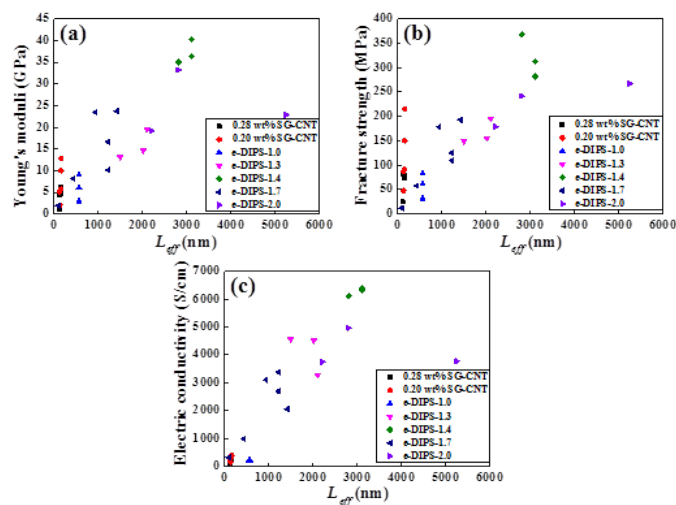 (a)
Young's moduli (GPa)
45
40
35
30
25
20
15
10
5
0
0.28 wt%SG-CNT
0.20 wt%SG-CNT
e-DIPS-1.0
e-DIPS-1.3
e-DIPS-1.4
e-DIPS-1.7
e-DIPS-2.0
0 1000 2000 3000 4000 5000 6000
L_eff (nm)
(b)
Fracture strength (MPa)
400
350
300
250
200
150
100
50
0
0.28 wt%SG-CNT
0.20 wt%SG-CNT
e-DIPS-1.0
e-DIPS-1.3
e-DIPS-1.4
e-DIPS-1.7
e-DIPS-2.0
0 1000 2000 3000 4000 5000 6000
L_eff (nm)
(c)
Electric conductivity (S/cm)
7000
6000
5000
4000
3000
2000
1000
0
0.28 wt%SG-CNT
0.20 wt%SG-CNT
e-DIPS-1.0
e-DIPS-1.3
e-DIPS-1.4
e-DIPS-1.7
e-DIPS-2.0
0 1000 2000 3000 4000 5000 6000
L_eff (nm)